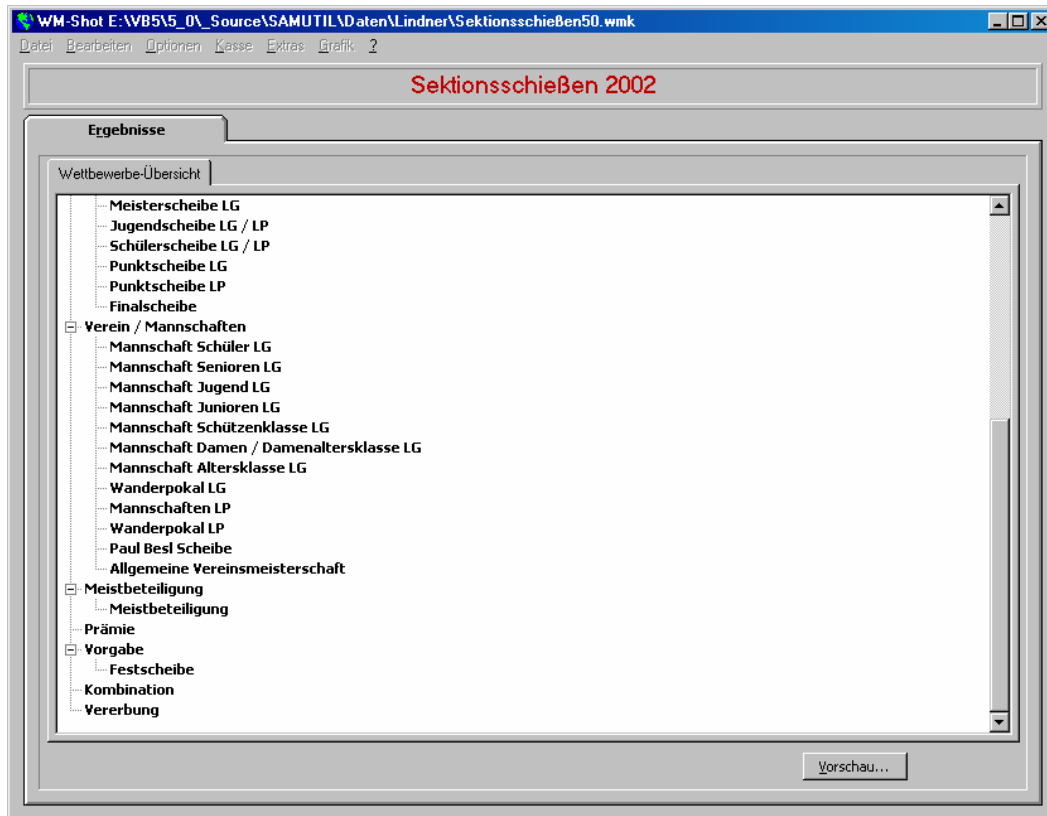 WM-Shot E:\VB5\5_0\_Source\SAMUTIL\Daten\Lindner\Sektionsschießen50.wmk
Datei Bearbeiten Optionen Kasse Extras Grafik ?
Sektionsschießen 2002
Ergebnisse
Wettbewerbe-Übersicht
Meisterscheibe LG
Jugendscheibe LG / LP
Schülerscheibe LG / LP
Punktscheibe LG
Punktscheibe LP
Finalscheibe
Verein / Mannschaften
Mannschaft Schüler LG
Mannschaft Senioren LG
Mannschaft Jugend LG
Mannschaft Junioren LG
Mannschaft Schützenklasse LG
Mannschaft Damen / Damenaltersklasse LG
Mannschaft Altersklasse LG
Wanderpokal LG
Mannschaften LP
Wanderpokal LP
Paul Besl Scheibe
Allgemeine Vereinsmeisterschaft
Meistbeteiligung
Meistbeteiligung
Prämie
Vorgabe
Festscheibe
Kombination
Vererbung
Vorschau...